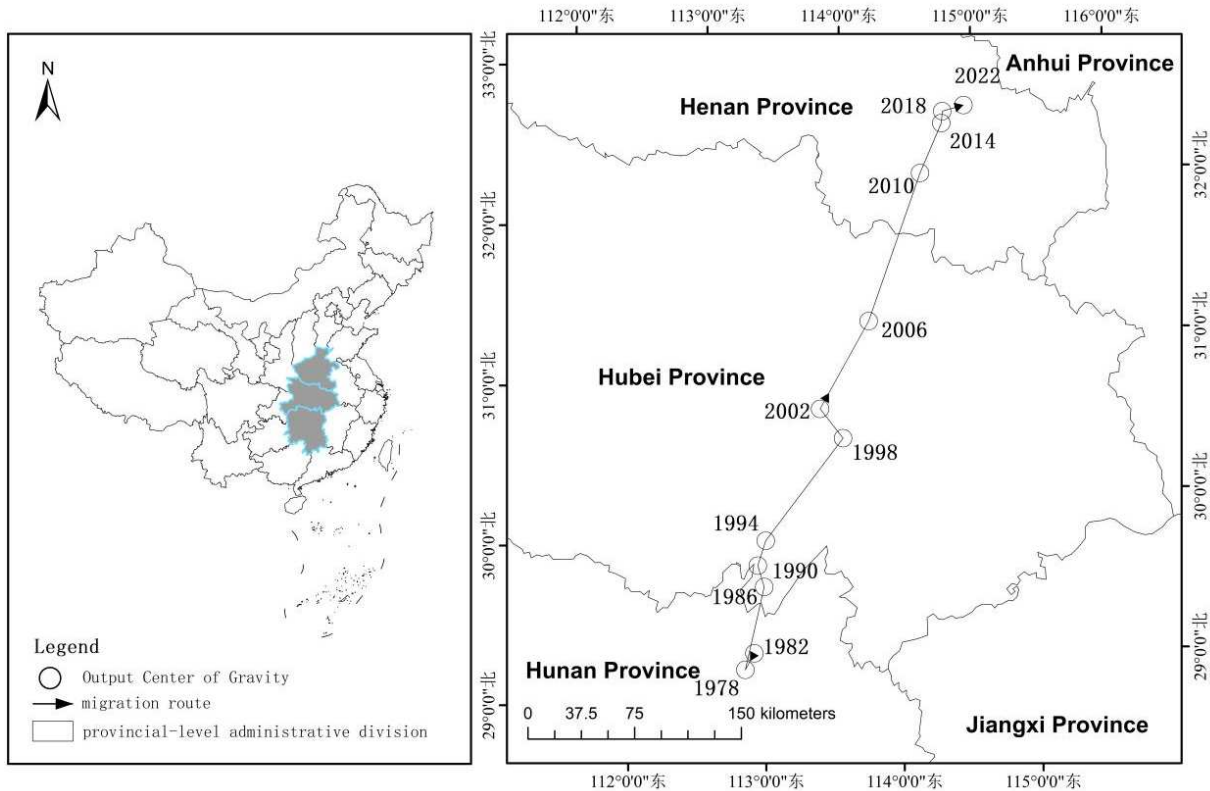 N
Legend
Output Center of Gravity
migration route
provincial-level administrative division
112°0'0"东
113°0'0"东
114°0'0"东
115°0'0"东
116°0'0"东
33°0'0"北
32°0'0"北
31°0'0"北
30°0'0"北
29°0'0"北
Anhui Province
2022
Henan Province
2018
2014
2010
2006
Hubei Province
2002
1998
1994
1990
1986
1982
Hunan Province
1978
0 37.5 75 150 kilometers
Jiangxi Province
32°0'0"北
31°0'0"北
30°0'0"北
29°0'0"北
112°0'0"东
113°0'0"东
114°0'0"东
115°0'0"东